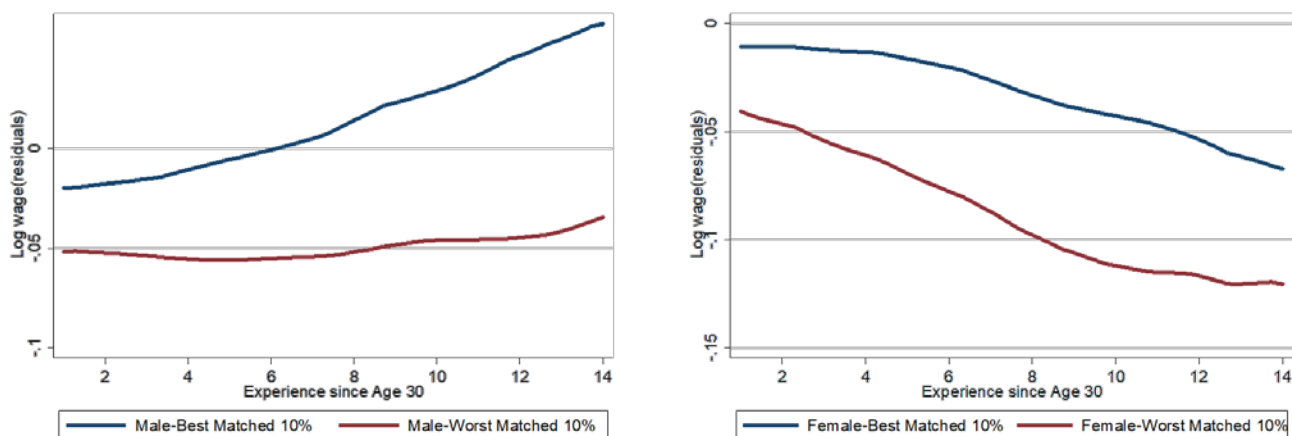 Log wage(residuals)
0
-.05
-.1
2 4 6 8 10 12 14
Experience since Age 30
Male-Best Matched 10% Male-Worst Matched 10%
Log wage(residuals)
0
-.05
-.1
-.15
2 4 6 8 10 12 14
Experience since Age 30
Female-Best Matched 10% Female-Worst Matched 10%